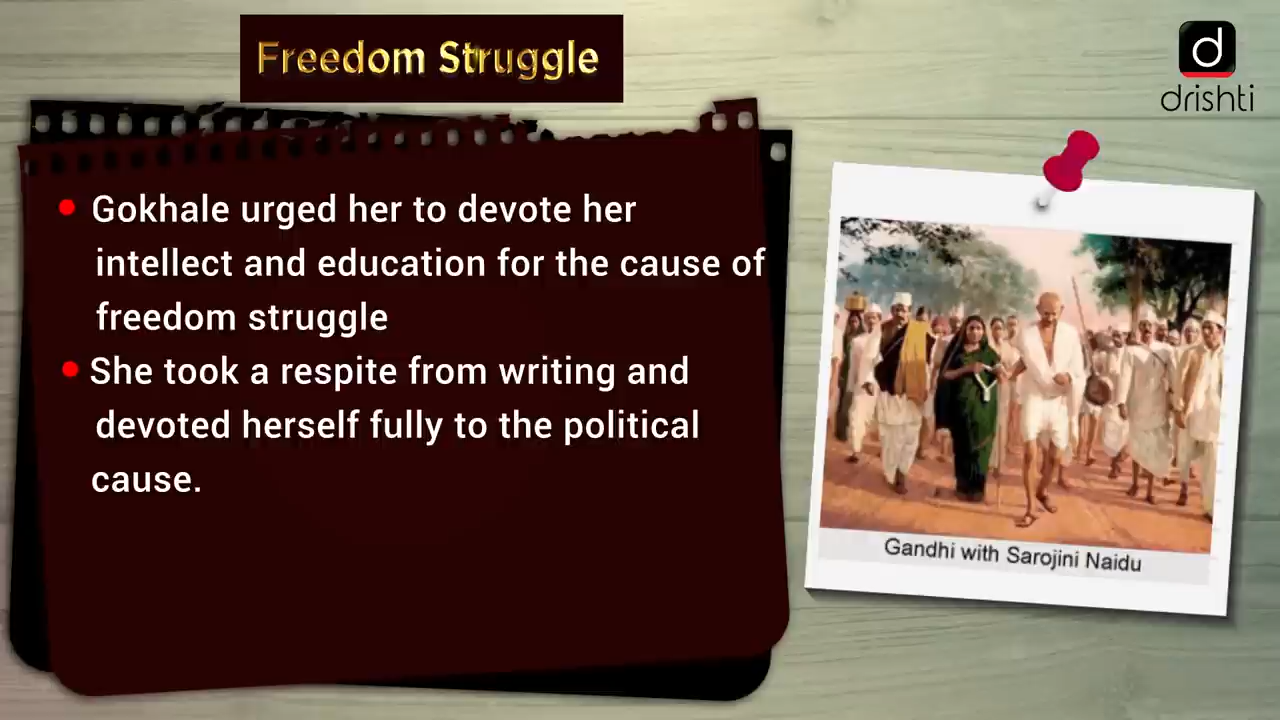 Freedom Struggle
drishti
Gokhale urged her to devote her
intellect and education for the cause of
freedom struggle
She took a respite from writing and
devoted herself fully to the political
cause.
Gandhi with Sarojini Naidu